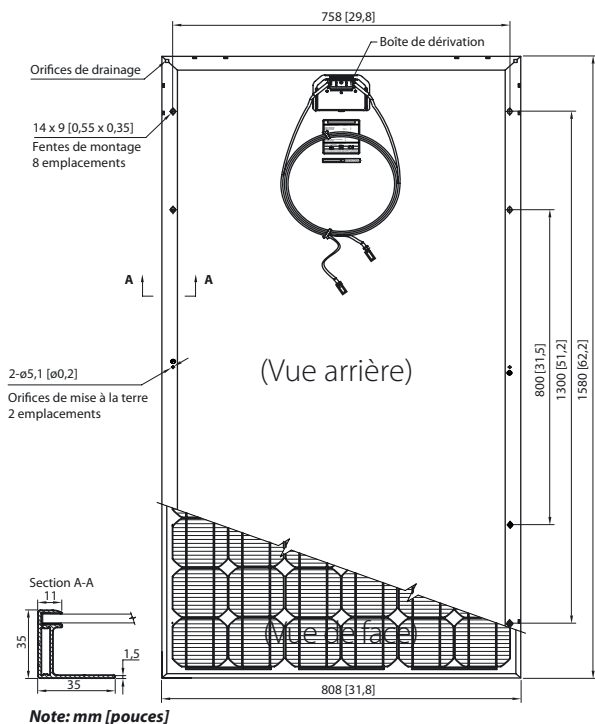 758 [29,8]
Boîte de dérivation
Orifices de drainage
14 x 9 [0,55 x 0,35]
Fentes de montage
8 emplacements
A A
2-ø5,1 [ø0,2]
Orifices de mise à la terre
2 emplacements
(Vue arrière)
800 [31,5]
1300 [51,2]
1580 [62,2]
Section A-A
11
35
1,5
35
(Vue de face)
808 [31,8]
Note: mm [pouces]